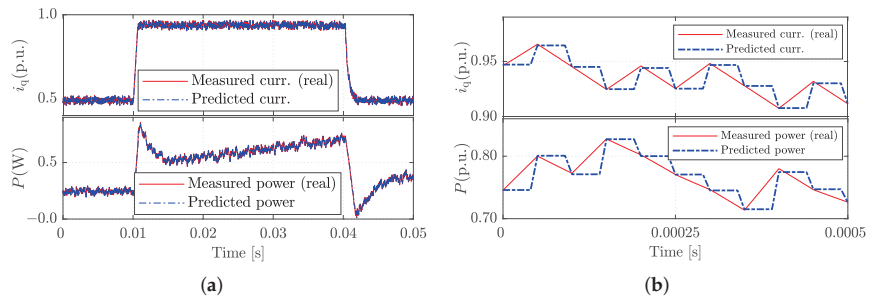 1.0
i_q(p.u.)
0.5
Measured curr. (real)
Predicted curr.
P(W)
0.5
−0.0
Measured power (real)
Predicted power
0 0.01 0.02 0.03 0.04 0.05
Time [s]
(a)
i_q(p.u.)
0.95
0.90
Measured curr. (real)
Predicted curr.
P(p.u.)
0.80
0.70
Measured power (real)
Predicted power
0 0.00025 0.0005
Time [s]
(b)